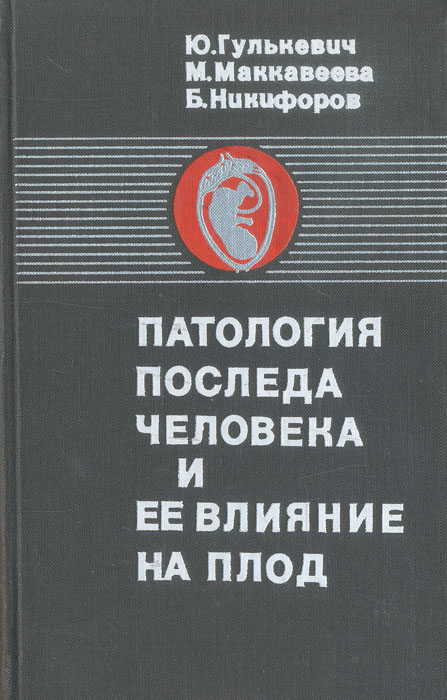 Ю. Гулькевич
М. Маккавеева
Б. Никифоров
ПАТОЛОГИЯ
ПОСЛЕДА
ЧЕЛОВЕКА
И
ЕЕ ВЛИЯНИЕ
НА ПЛОД